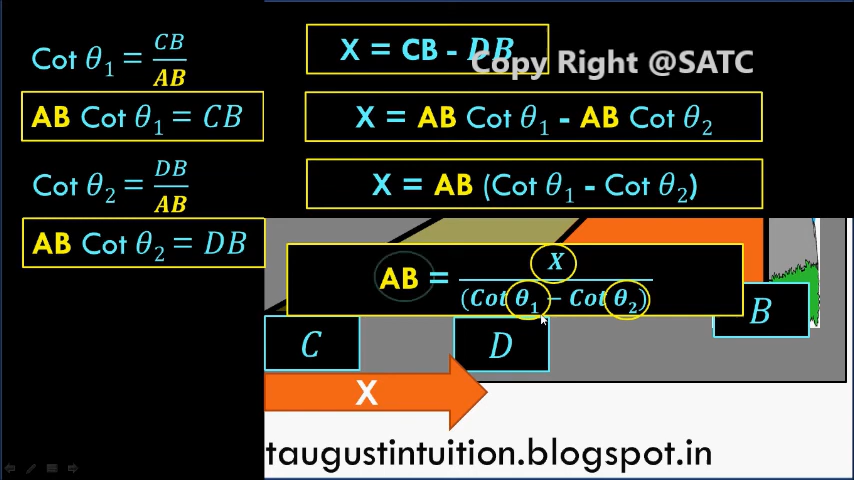 Cot θ₁ = CB/AB
AB Cot θ₁ = CB
Cot θ₂ = DB/AB
AB Cot θ₂ = DB
X = CB - DB
Copy Right @SATC
X = AB Cot θ₁ - AB Cot θ₂
X = AB (Cot θ₁ - Cot θ₂)
AB = X/(Cot θ₁ − Cot θ₂)
B
C
D
X
taugustintuition.blogspot.in